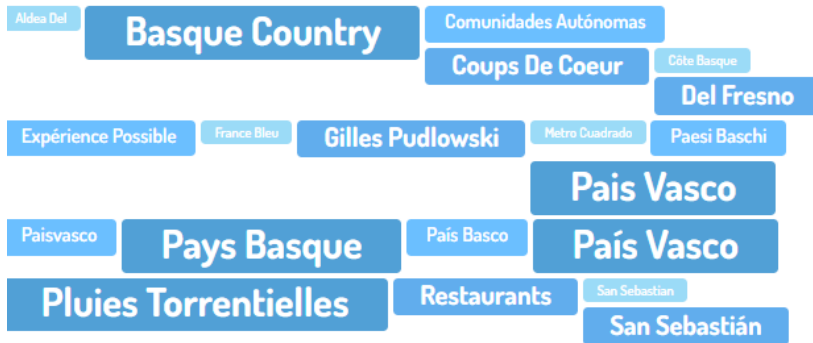 Aldea Del
Basque Country
Comunidades Autónomas
Coups De Coeur
Côte Basque
Del Fresno
Expérience Possible
France Bleu
Gilles Pudlowski
Metro Cuadrado
Paesi Baschi
Pais Vasco
Paisvasco
Pays Basque
País Basco
País Vasco
Pluies Torrentielles
Restaurants
San Sebastian
San Sebastián